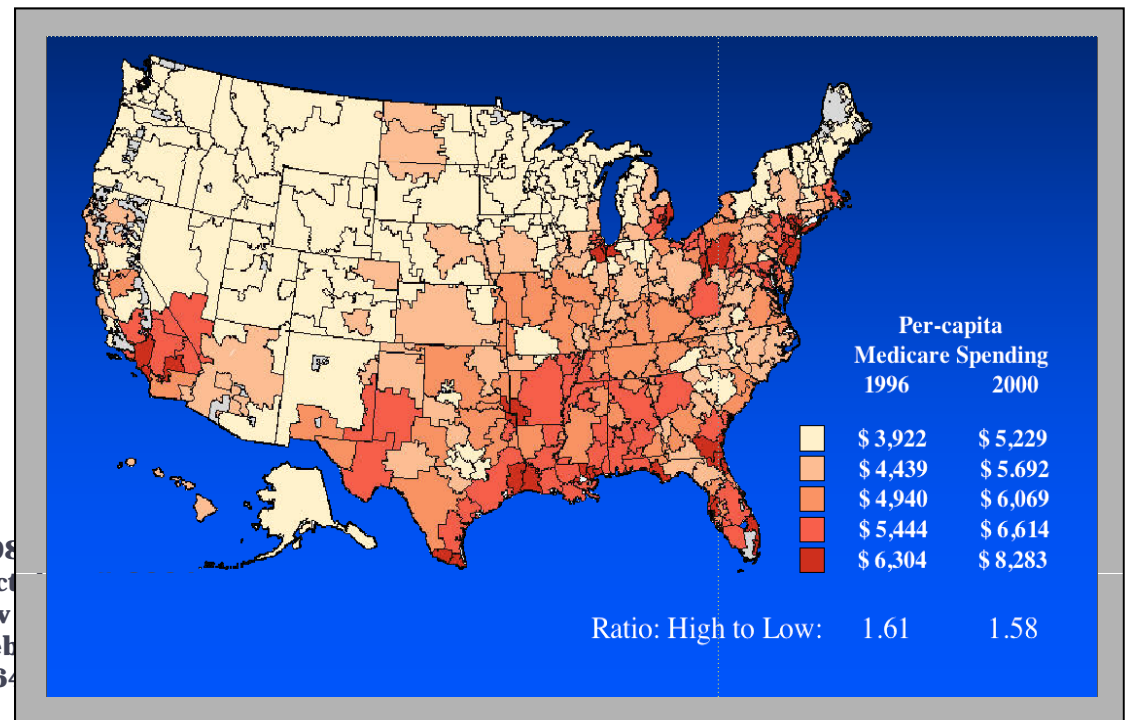 Per-capita
Medicare Spending
1996 2000
$ 3,922 $ 5,229
$ 4,439 $ 5.692
$ 4,940 $ 6,069
$ 5,444 $ 6,614
$ 6,304 $ 8,283
Ratio: High to Low: 1.61 1.58